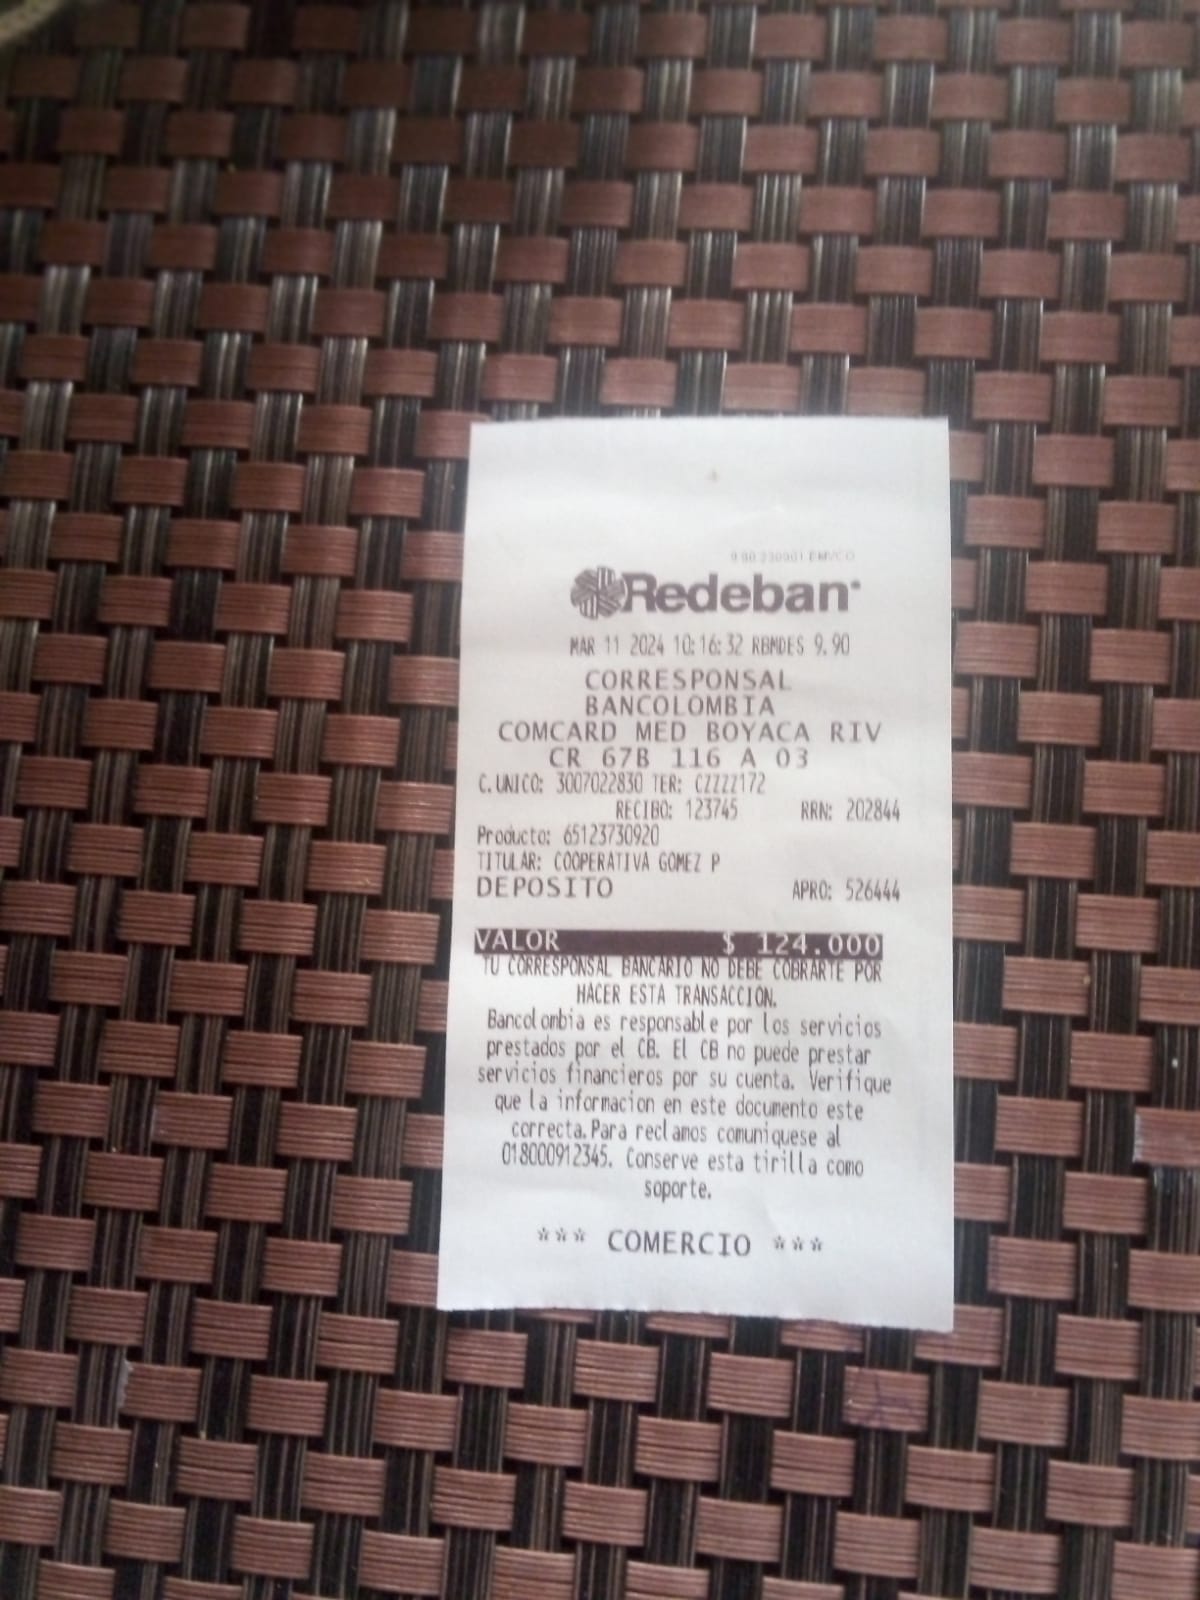 Redeban
MAR 11 2024 10:16:32 RBMDES 9.90
CORRESPONSAL
BANCOLOMBIA
COMCARD MED BOYACA RIV
CR 67B 116 A 03
C.UNICO: 3007022830 TER: CZZZZ172
RECIBO: 123745 RRN: 202844
Producto: 65123730920
TITULAR: COOPERATIVA GOMEZ P
DEPOSITO APRO: 526444
VALOR $ 124.000
TU CORRESPONSAL BANCARIO NO DEBE COBRARTE POR
HACER ESTA TRANSACCION.
Bancolombia es responsable por los servicios
prestados por el CB. El CB no puede prestar
servicios financieros por su cuenta. Verifique
que la informacion en este documento este
correcta.Para reclamos comuniquese al
018000912345. Conserve esta tirilla como
soporte.
*** COMERCIO ***